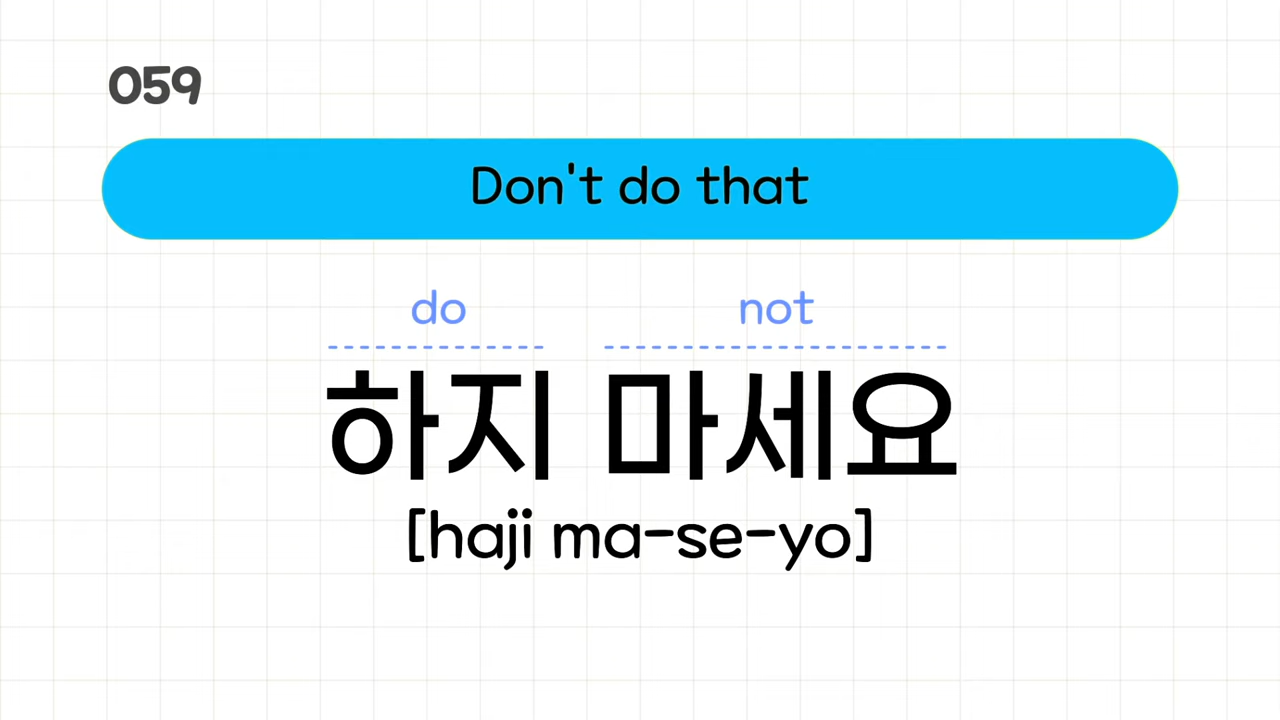 059
Don't do that
do not
하지 마세요
[haji ma-se-yo]